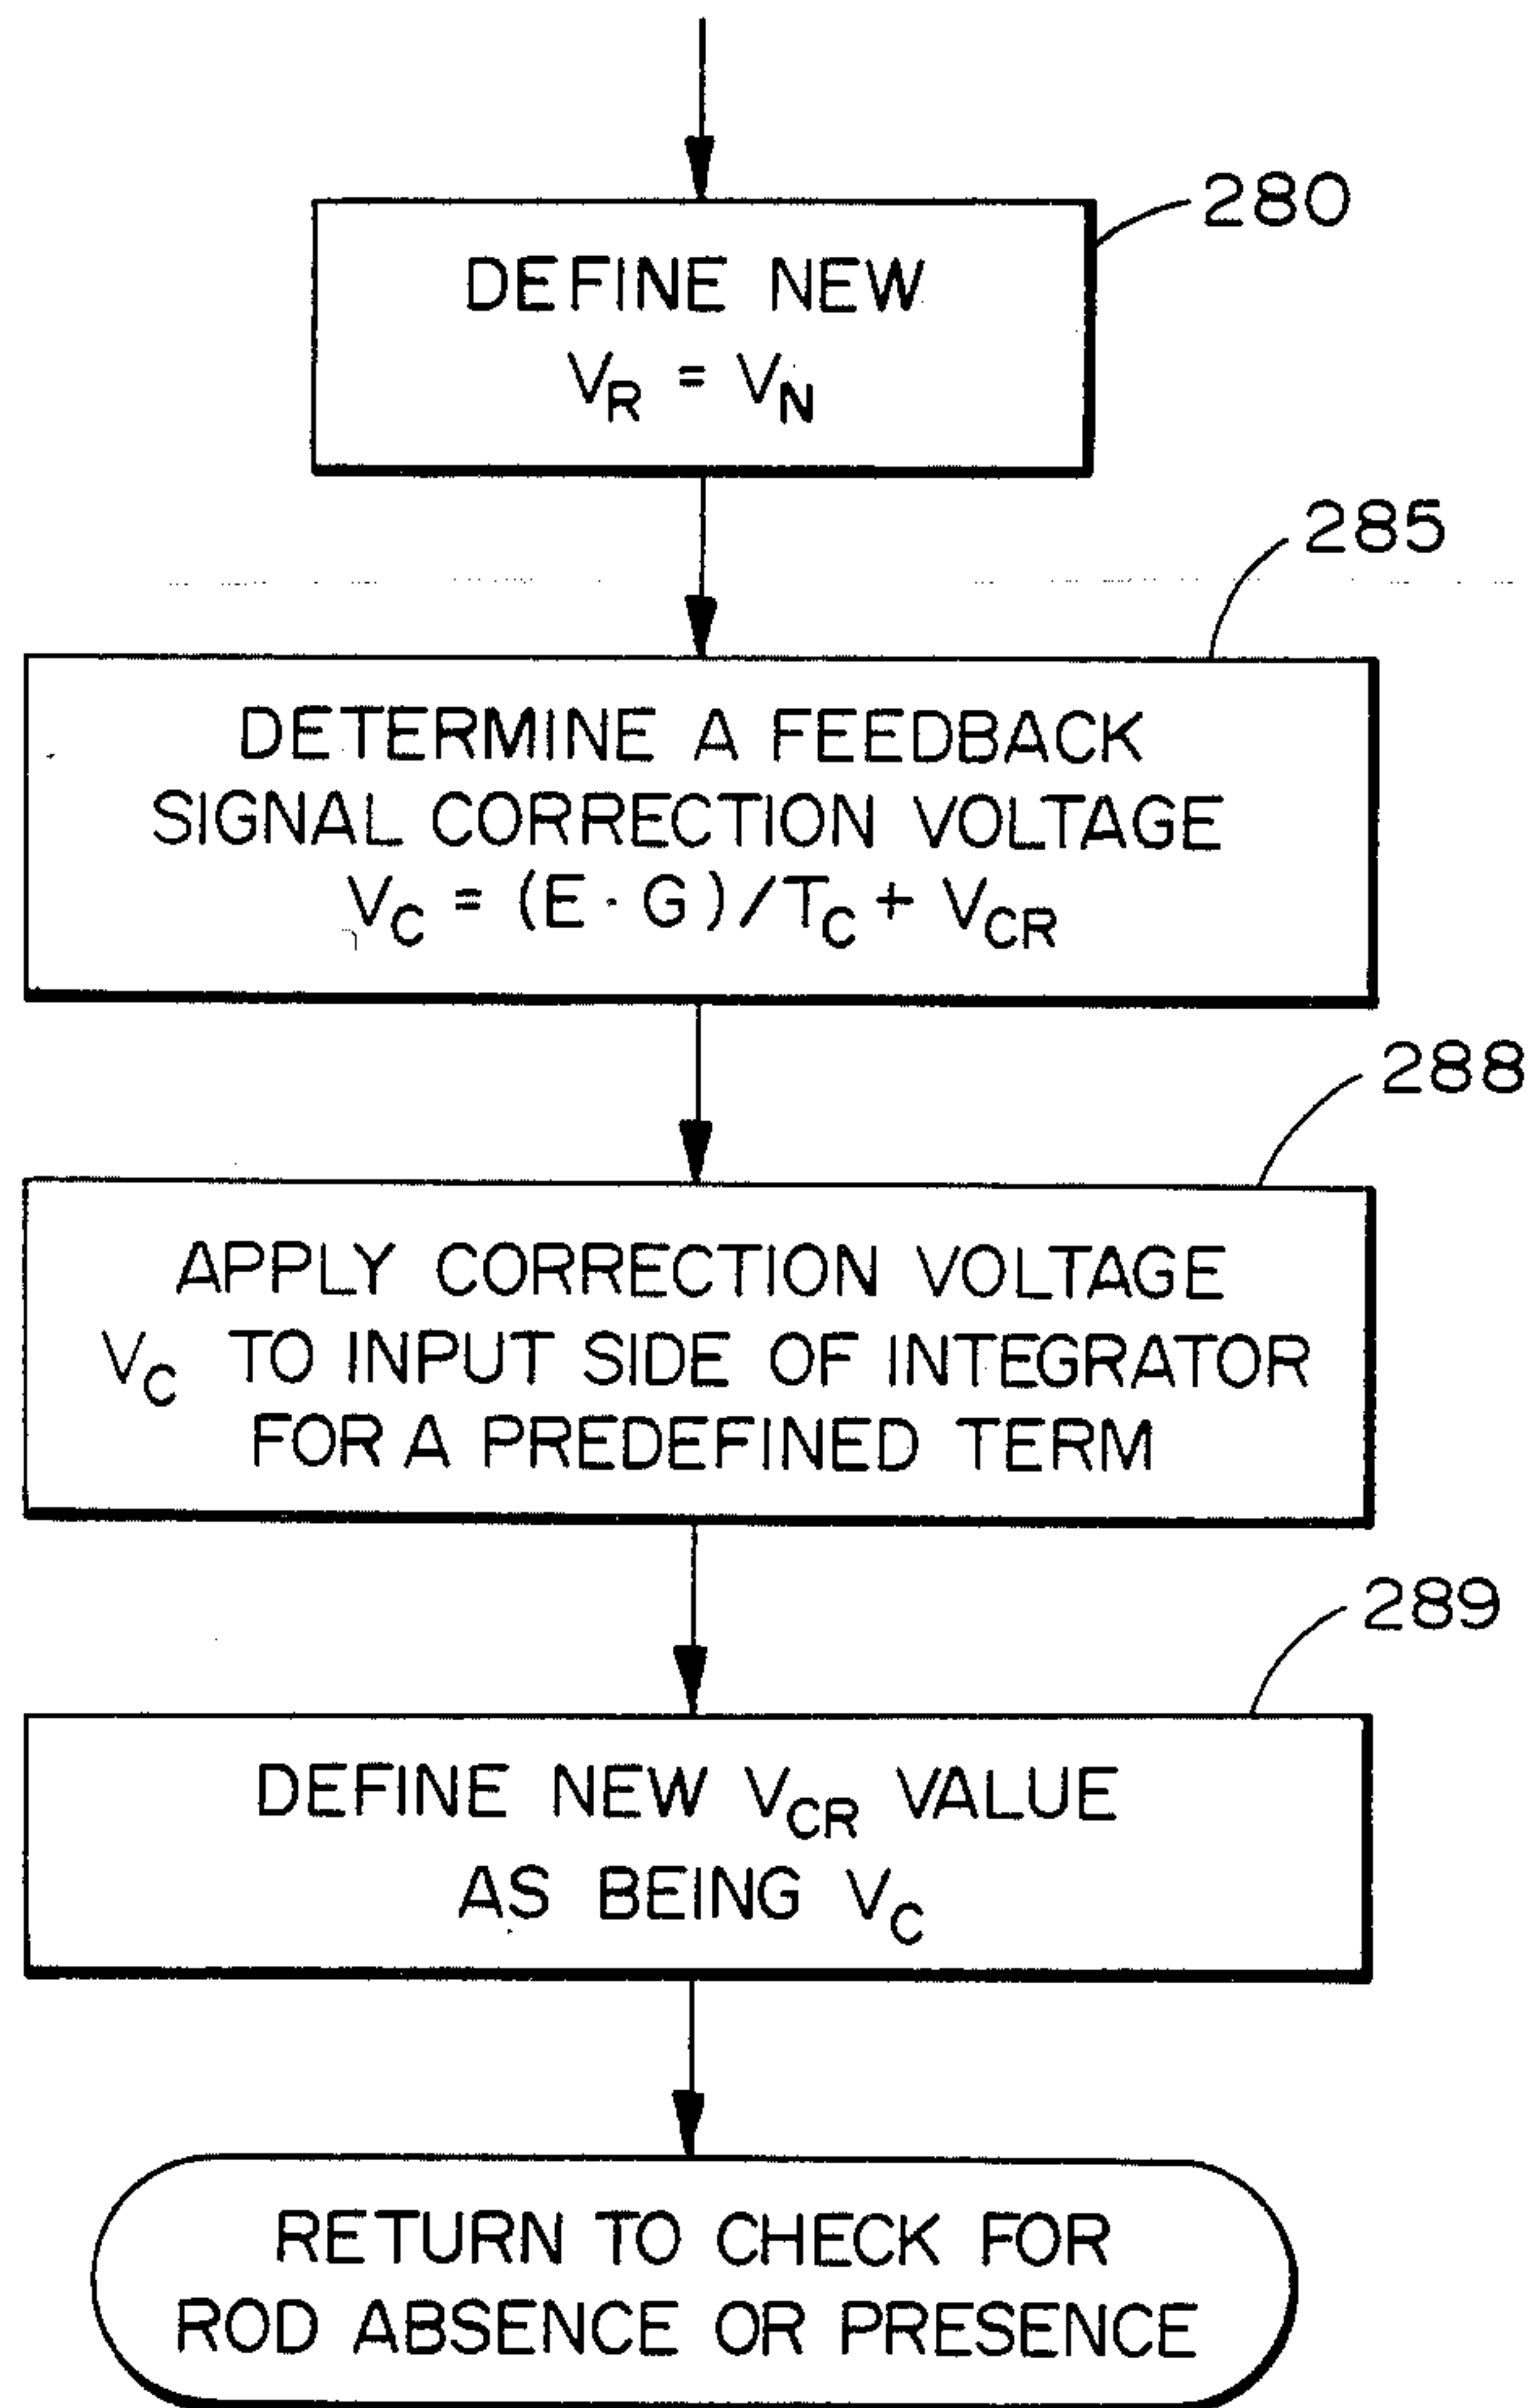 280
DEFINE NEW
V_R = V_N
285
DETERMINE A FEEDBACK
SIGNAL CORRECTION VOLTAGE
V_C = (E · G)/T_C + V_CR
288
APPLY CORRECTION VOLTAGE
V_C TO INPUT SIDE OF INTEGRATOR
FOR A PREDEFINED TERM
289
DEFINE NEW V_CR VALUE
AS BEING V_C
RETURN TO CHECK FOR
ROD ABSENCE OR PRESENCE